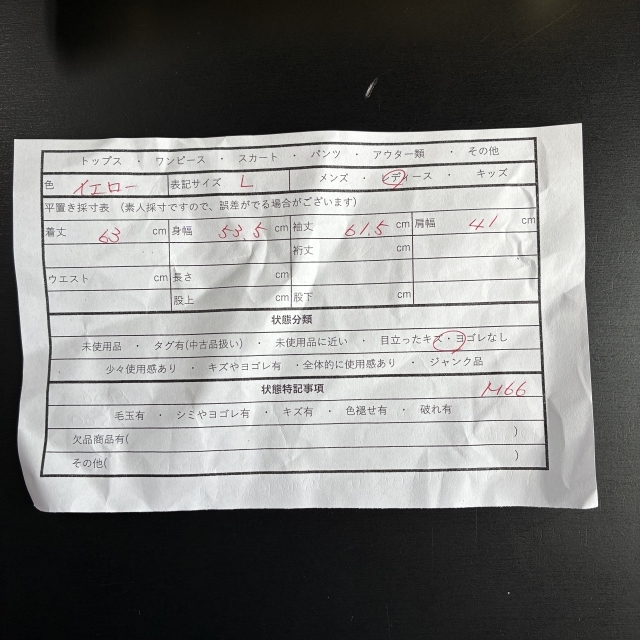 トップス ・ ワンピース ・ スカート ・ パンツ ・ アウター類 ・ その他
色 イエロー 表記サイズ L メンズ ・ レディース ・ キッズ
平置き採寸表 (素人採寸ですので、誤差がでる場合がございます)
着丈 63 cm 身幅 53.5 cm 袖丈 61.5 cm 肩幅 41 cm
裄丈 cm
ウエスト cm 長さ cm
股上 cm 股下 cm
状態分類
未使用品 ・ タグ有(中古品扱い) ・ 未使用品に近い ・ 目立ったキズ・ヨゴレなし
少々使用感あり ・ キズやヨゴレ有 ・全体的に使用感あり ・ ジャンク品
状態特記事項 M66
毛玉有 ・ シミやヨゴレ有 ・ キズ有 ・ 色褪せ有 ・ 破れ有
欠品商品有( )
その他( )